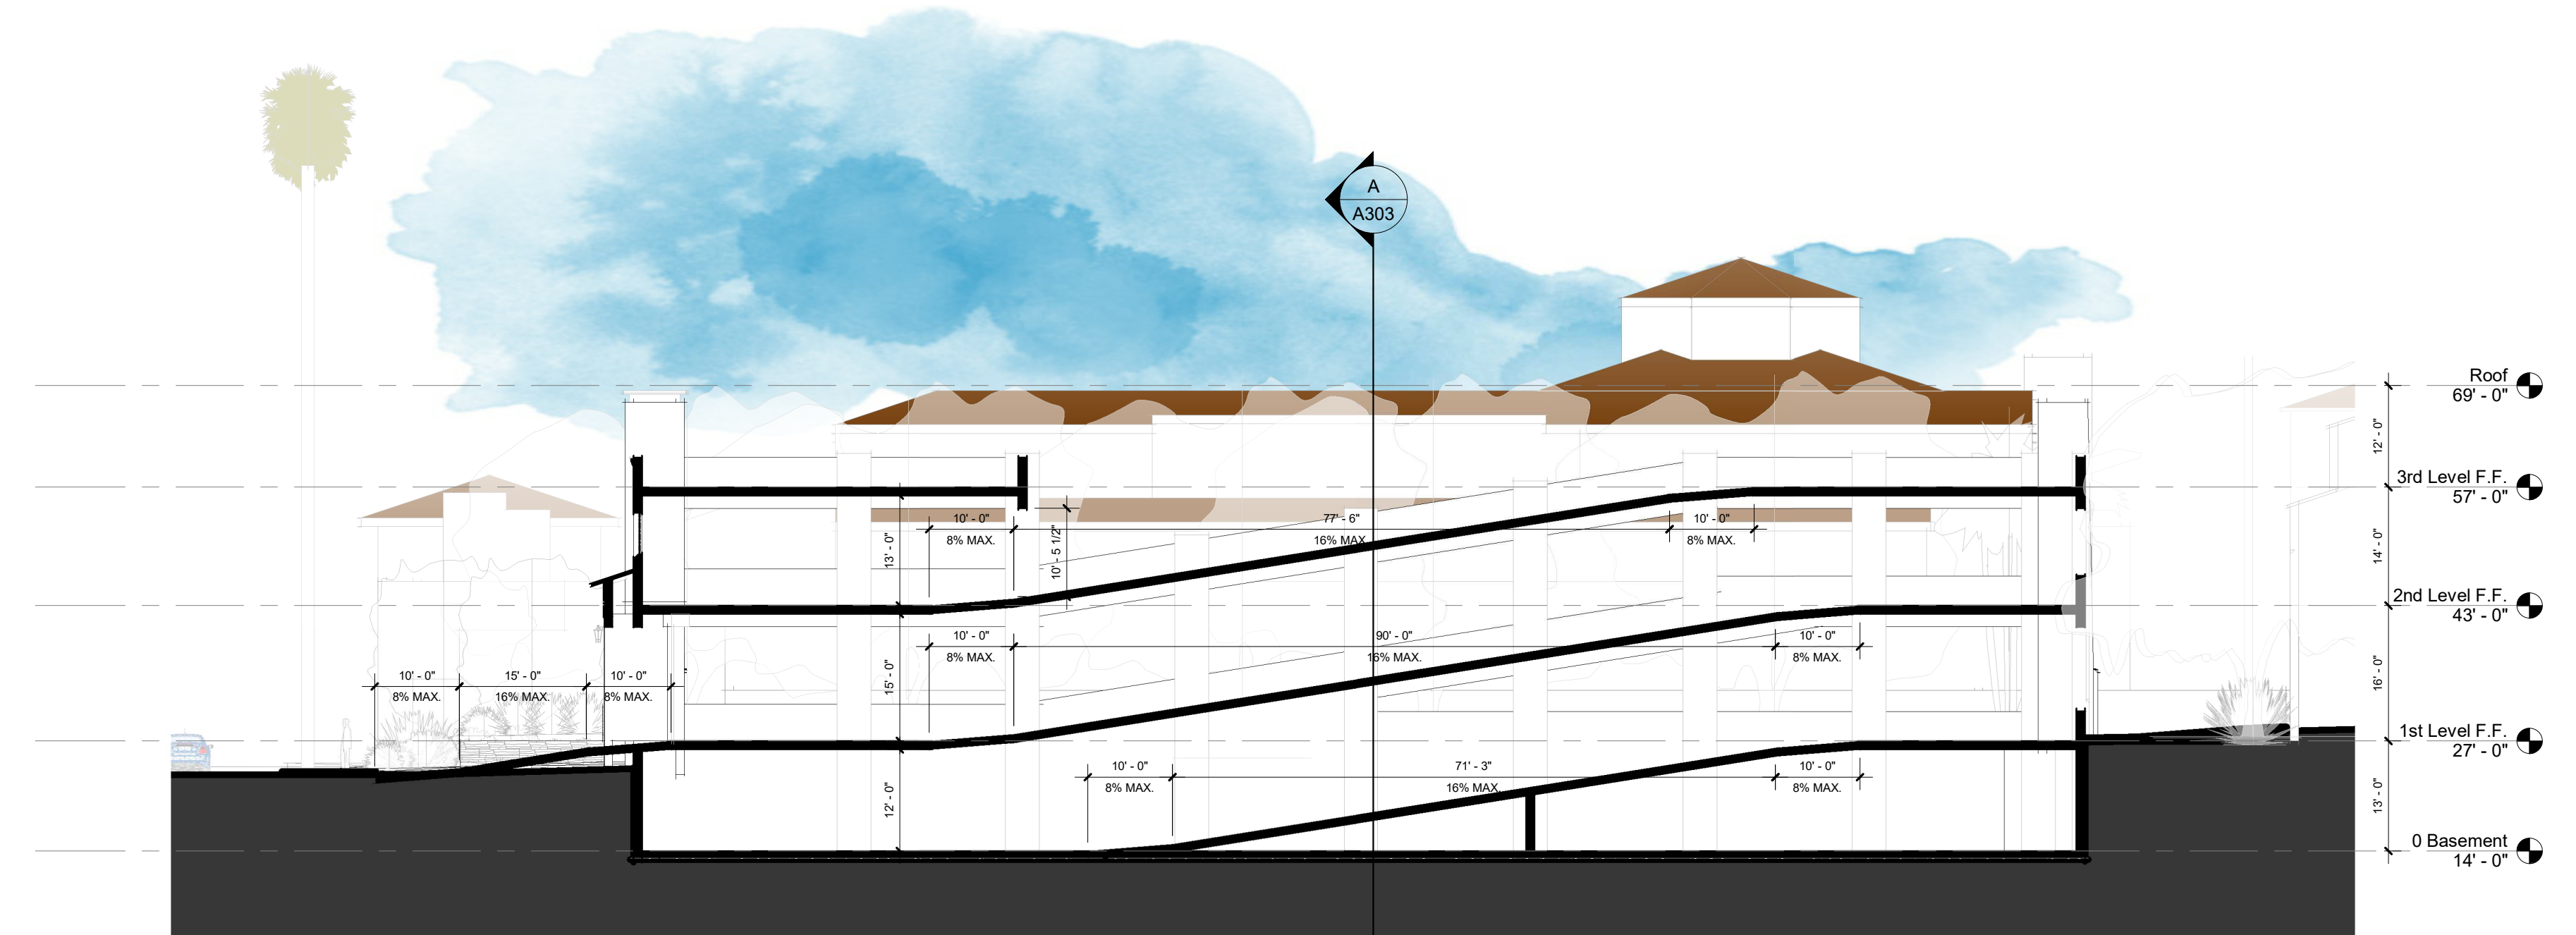 A
A303
Roof
69' - 0"
12' - 0"
3rd Level F.F.
57' - 0"
10' - 0"
8% MAX.
77' - 6"
16% MAX.
10' - 0"
8% MAX.
13' - 0"
10' - 5 1/2"
14' - 0"
2nd Level F.F.
43' - 0"
10' - 0"
8% MAX.
90' - 0"
16% MAX.
10' - 0"
8% MAX.
10' - 0"
8% MAX.
15' - 0"
16% MAX.
10' - 0"
8% MAX.
15' - 0"
16' - 0"
1st Level F.F.
27' - 0"
10' - 0"
8% MAX.
71' - 3"
16% MAX.
10' - 0"
8% MAX.
12' - 0"
13' - 0"
0 Basement
14' - 0"